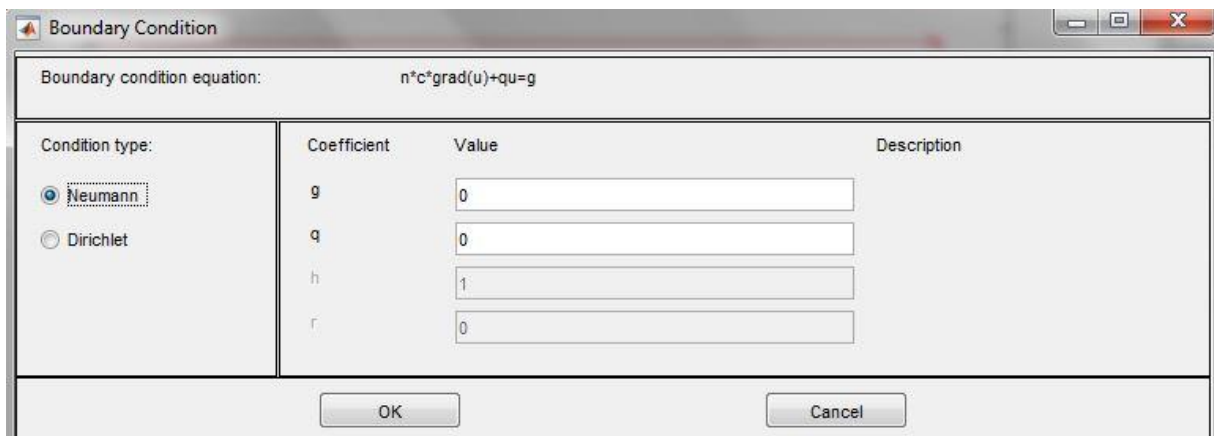 Boundary Condition
Boundary condition equation: n*c*grad(u)+qu=g
Condition type: Coefficient Value Description
Neumann g 0
Dirichlet q 0
h 1
r 0
OK Cancel